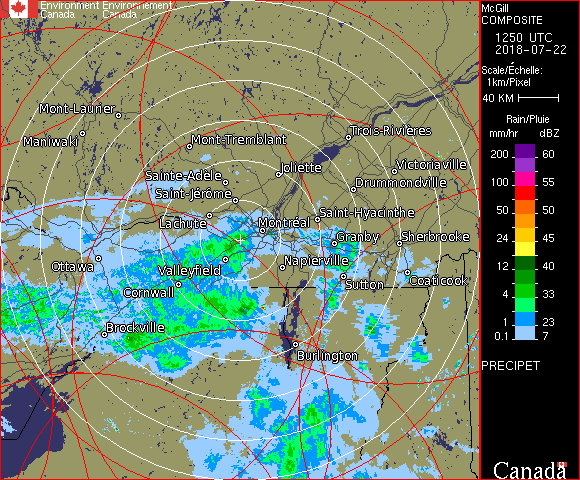 Environment Environnement
Canada Canada
McGill
COMPOSITE
1250 UTC
2018-07-22
Scale/Échelle:
1km/Pixel
40 KM
Rain/Pluie
mm/hr dBZ
200 60
100 55
50 50
24 45
12 40
4 33
1 23
0.1 7
PRECIPET
Canada
Mont-Laurier
Maniwaki
Mont-Tremblant
Trois-Rivières
Joliette
Victoriaville
Sainte-Adèle
Drummondville
Saint-Jérôme
Saint-Hyacinthe
Lachute
Montréal
Granby
Sherbrooke
Ottawa
Valleyfield
Napierville
Sutton
Coaticook
Cornwall
Brockville
Burlington